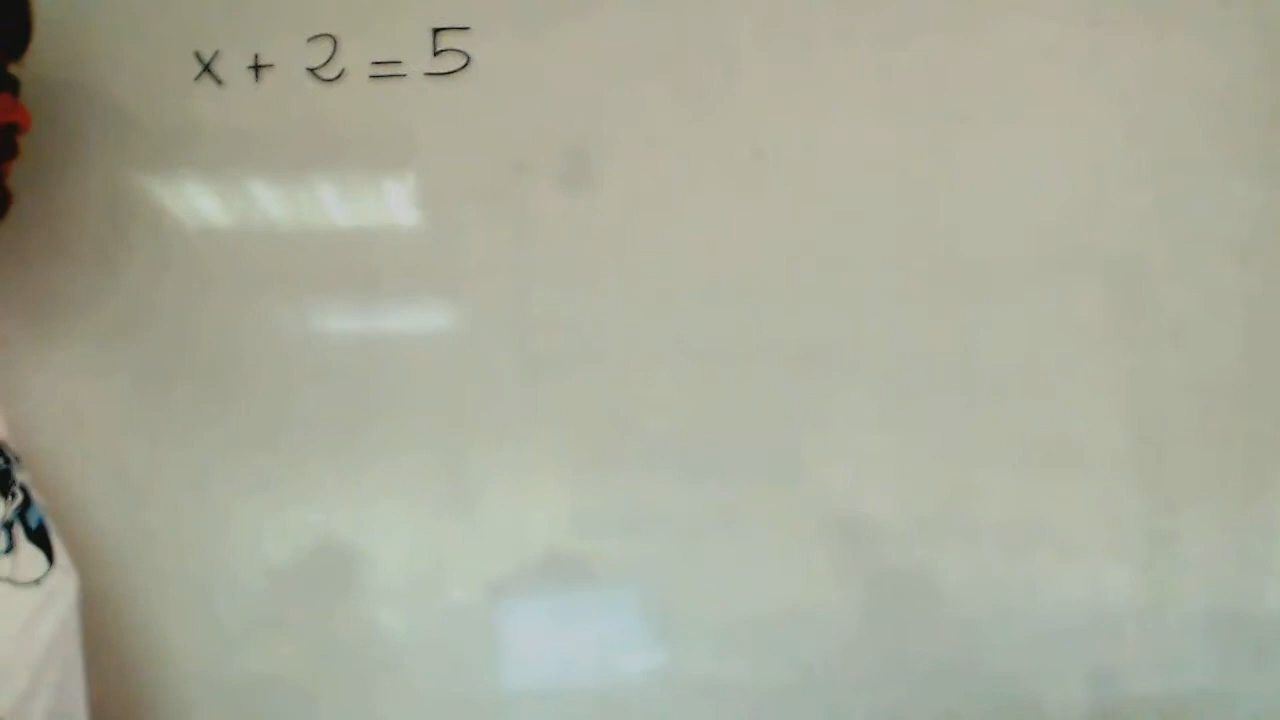 x + 2 = 5